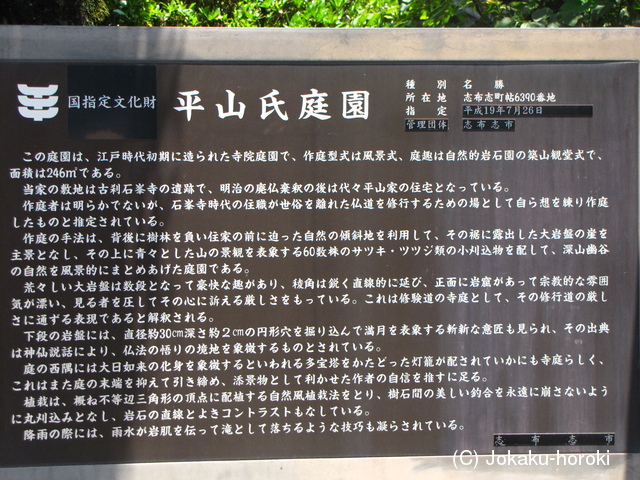 国指定文化財 平山氏庭園
種別 名勝
所在地 志布志町帖6390番地
指定 平成19年7月26日
管理団体 志布志市
この庭園は、江戸時代初期に造られた寺院庭園で、作庭型式は風景式、庭趣は自然的岩石園の築山観堂式で、
面積は246㎡である。
当家の敷地は古刹石峯寺の遺跡で、明治の廃仏棄釈の後は代々平山家の住宅となっている。
作庭者は明らかでないが、石峯寺時代の住職が世俗を離れた仏道を修行するための場として自ら想を練り作庭
したものと推定されている。
作庭の手法は、背後に樹林を負い住家の前に迫った自然の傾斜地を利用して、その裾に露出した大岩盤の崖を
主景となし、その上に青々とした山の景観を表象する60数株のサツキ・ツツジ類の小刈込物を配して、深山幽谷
の自然を風景的にまとめあげた庭園である。
荒々しい大岩盤は数段となって豪快な趣があり、稜角は鋭く直線的に延び、正面に岩窟があって宗教的な雰囲
気が漂い、見る者を圧してその心に訴える厳しさをもっている。これは修験道の寺庭として、その修行道の厳し
さに通ずる表現であると解釈される。
下段の岩盤には、直径約30㎝深さ約2㎝の円形穴を掘り込んで満月を表象する斬新な意匠も見られ、その出典
は神仙説話により、仏法の悟りの境地を象徴するものとされている。
庭の西隅には大日如来の化身を象徴するといわれる多宝塔をかたどった灯籠が配されていかにも寺庭らしく、
これはまた庭の末端を抑えて引き締め、添景物として利かせた作者の自信を推すに足る。
植栽は、概ね不等辺三角形の頂点に配植する自然風植栽法をとり、樹石間の美しい釣合を永遠に崩さないよう
に丸刈込みとなし、岩石の直線とよきコントラストもなしている。
降雨の際には、雨水が岩肌を伝って滝として落ちるような技巧も凝らされている。
志布志市
(C) Jokaku-horoki